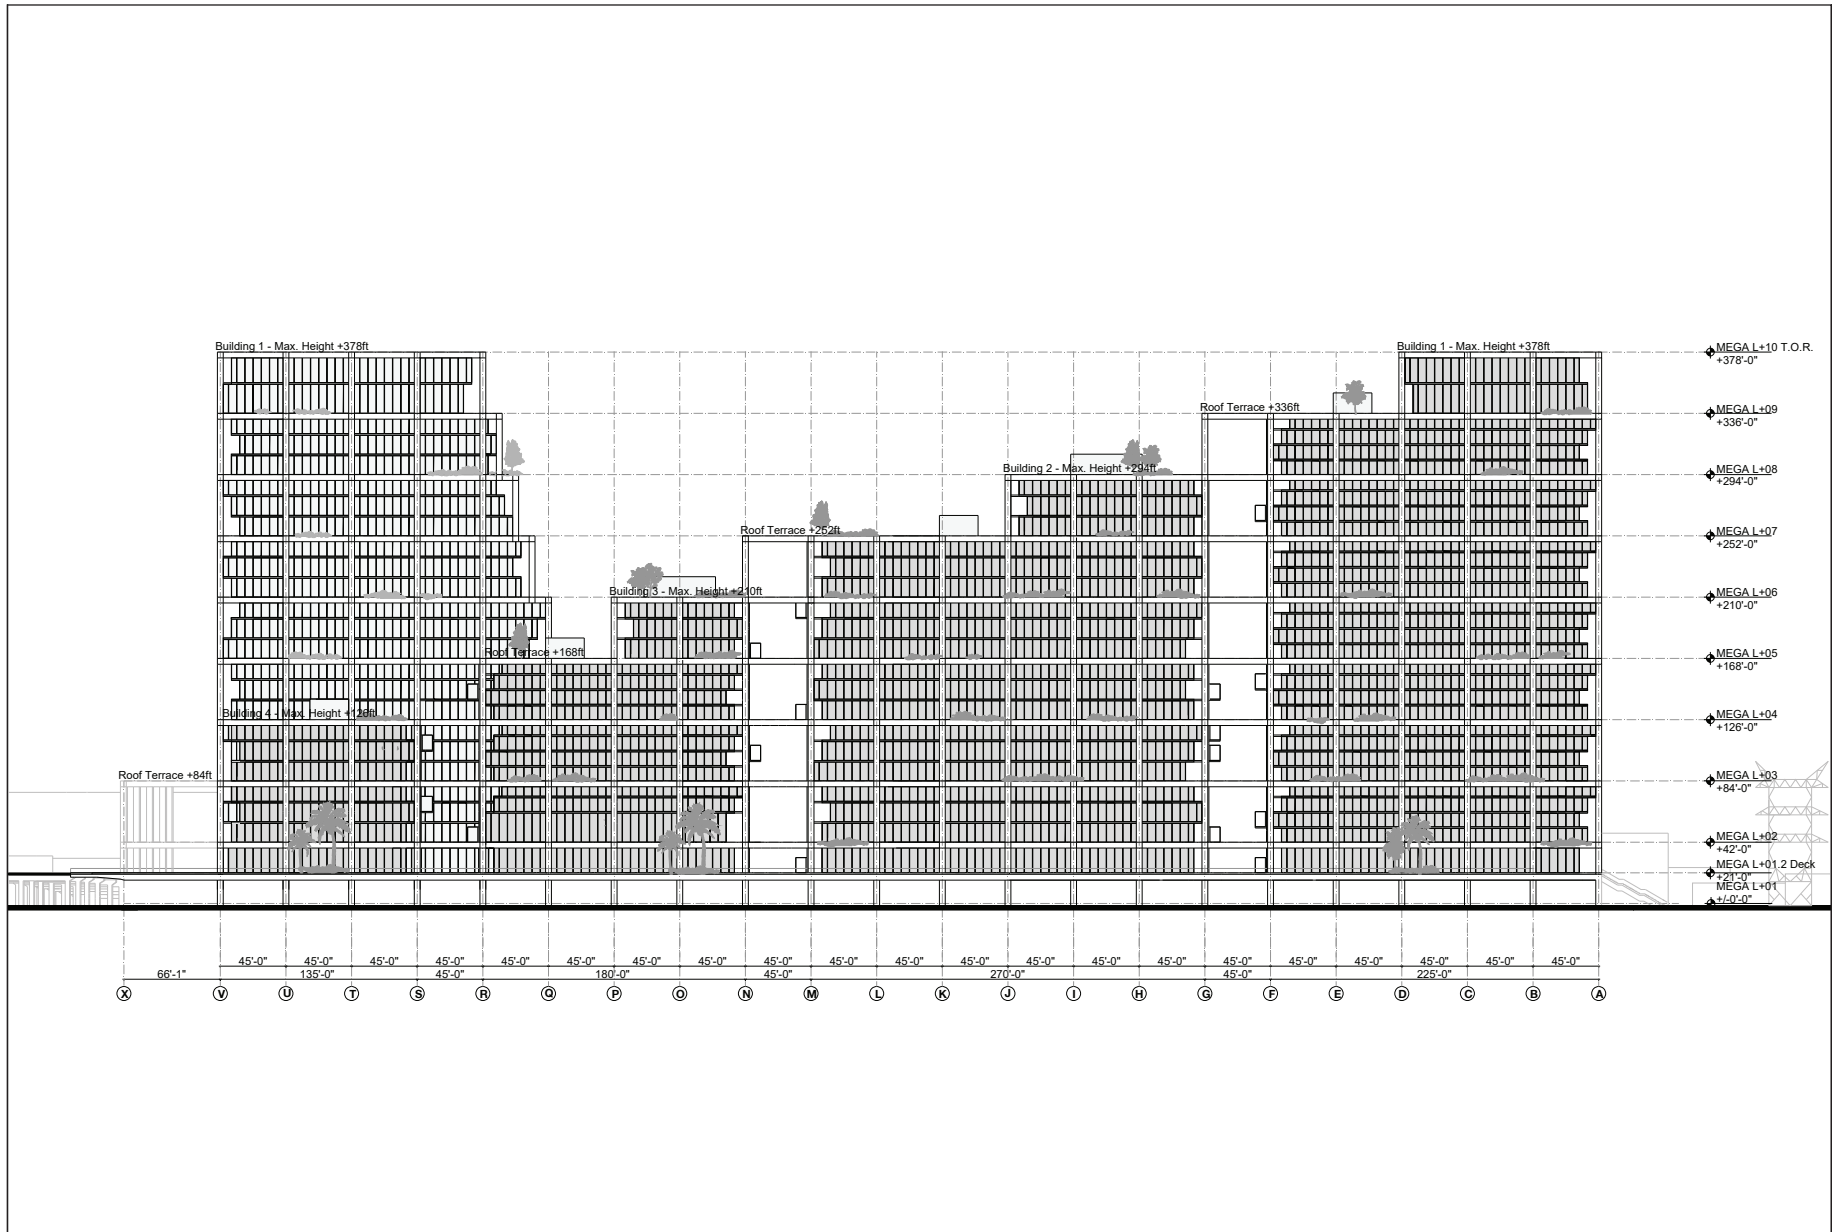 Building 1 - Max. Height +378ft
Building 1 - Max. Height +378ft
MEGA L+10 T.O.R.
+378'-0"
Roof Terrace +336ft
MEGA L+09
+336'-0"
Building 2 - Max. Height +294ft
MEGA L+08
+294'-0"
Roof Terrace +252ft
MEGA L+07
+252'-0"
Building 3 - Max. Height +210ft
MEGA L+06
+210'-0"
Roof Terrace +168ft
MEGA L+05
+168'-0"
Building 4 - Max. Height +126ft
MEGA L+04
+126'-0"
Roof Terrace +84ft
MEGA L+03
+84'-0"
MEGA L+02
+42'-0"
MEGA L+01.2 Deck
+21'-0"
MEGA L+01
+/-0'-0"
45'-0" 45'-0" 45'-0" 45'-0" 45'-0" 45'-0" 45'-0" 45'-0" 45'-0" 45'-0" 45'-0" 45'-0" 45'-0" 45'-0" 45'-0" 45'-0" 45'-0" 45'-0" 45'-0" 45'-0" 45'-0"
66'-1" 135'-0" 45'-0" 180'-0" 45'-0" 270'-0" 45'-0" 225'-0"
X V U T S R Q P O N M L K J I H G F E D C B A